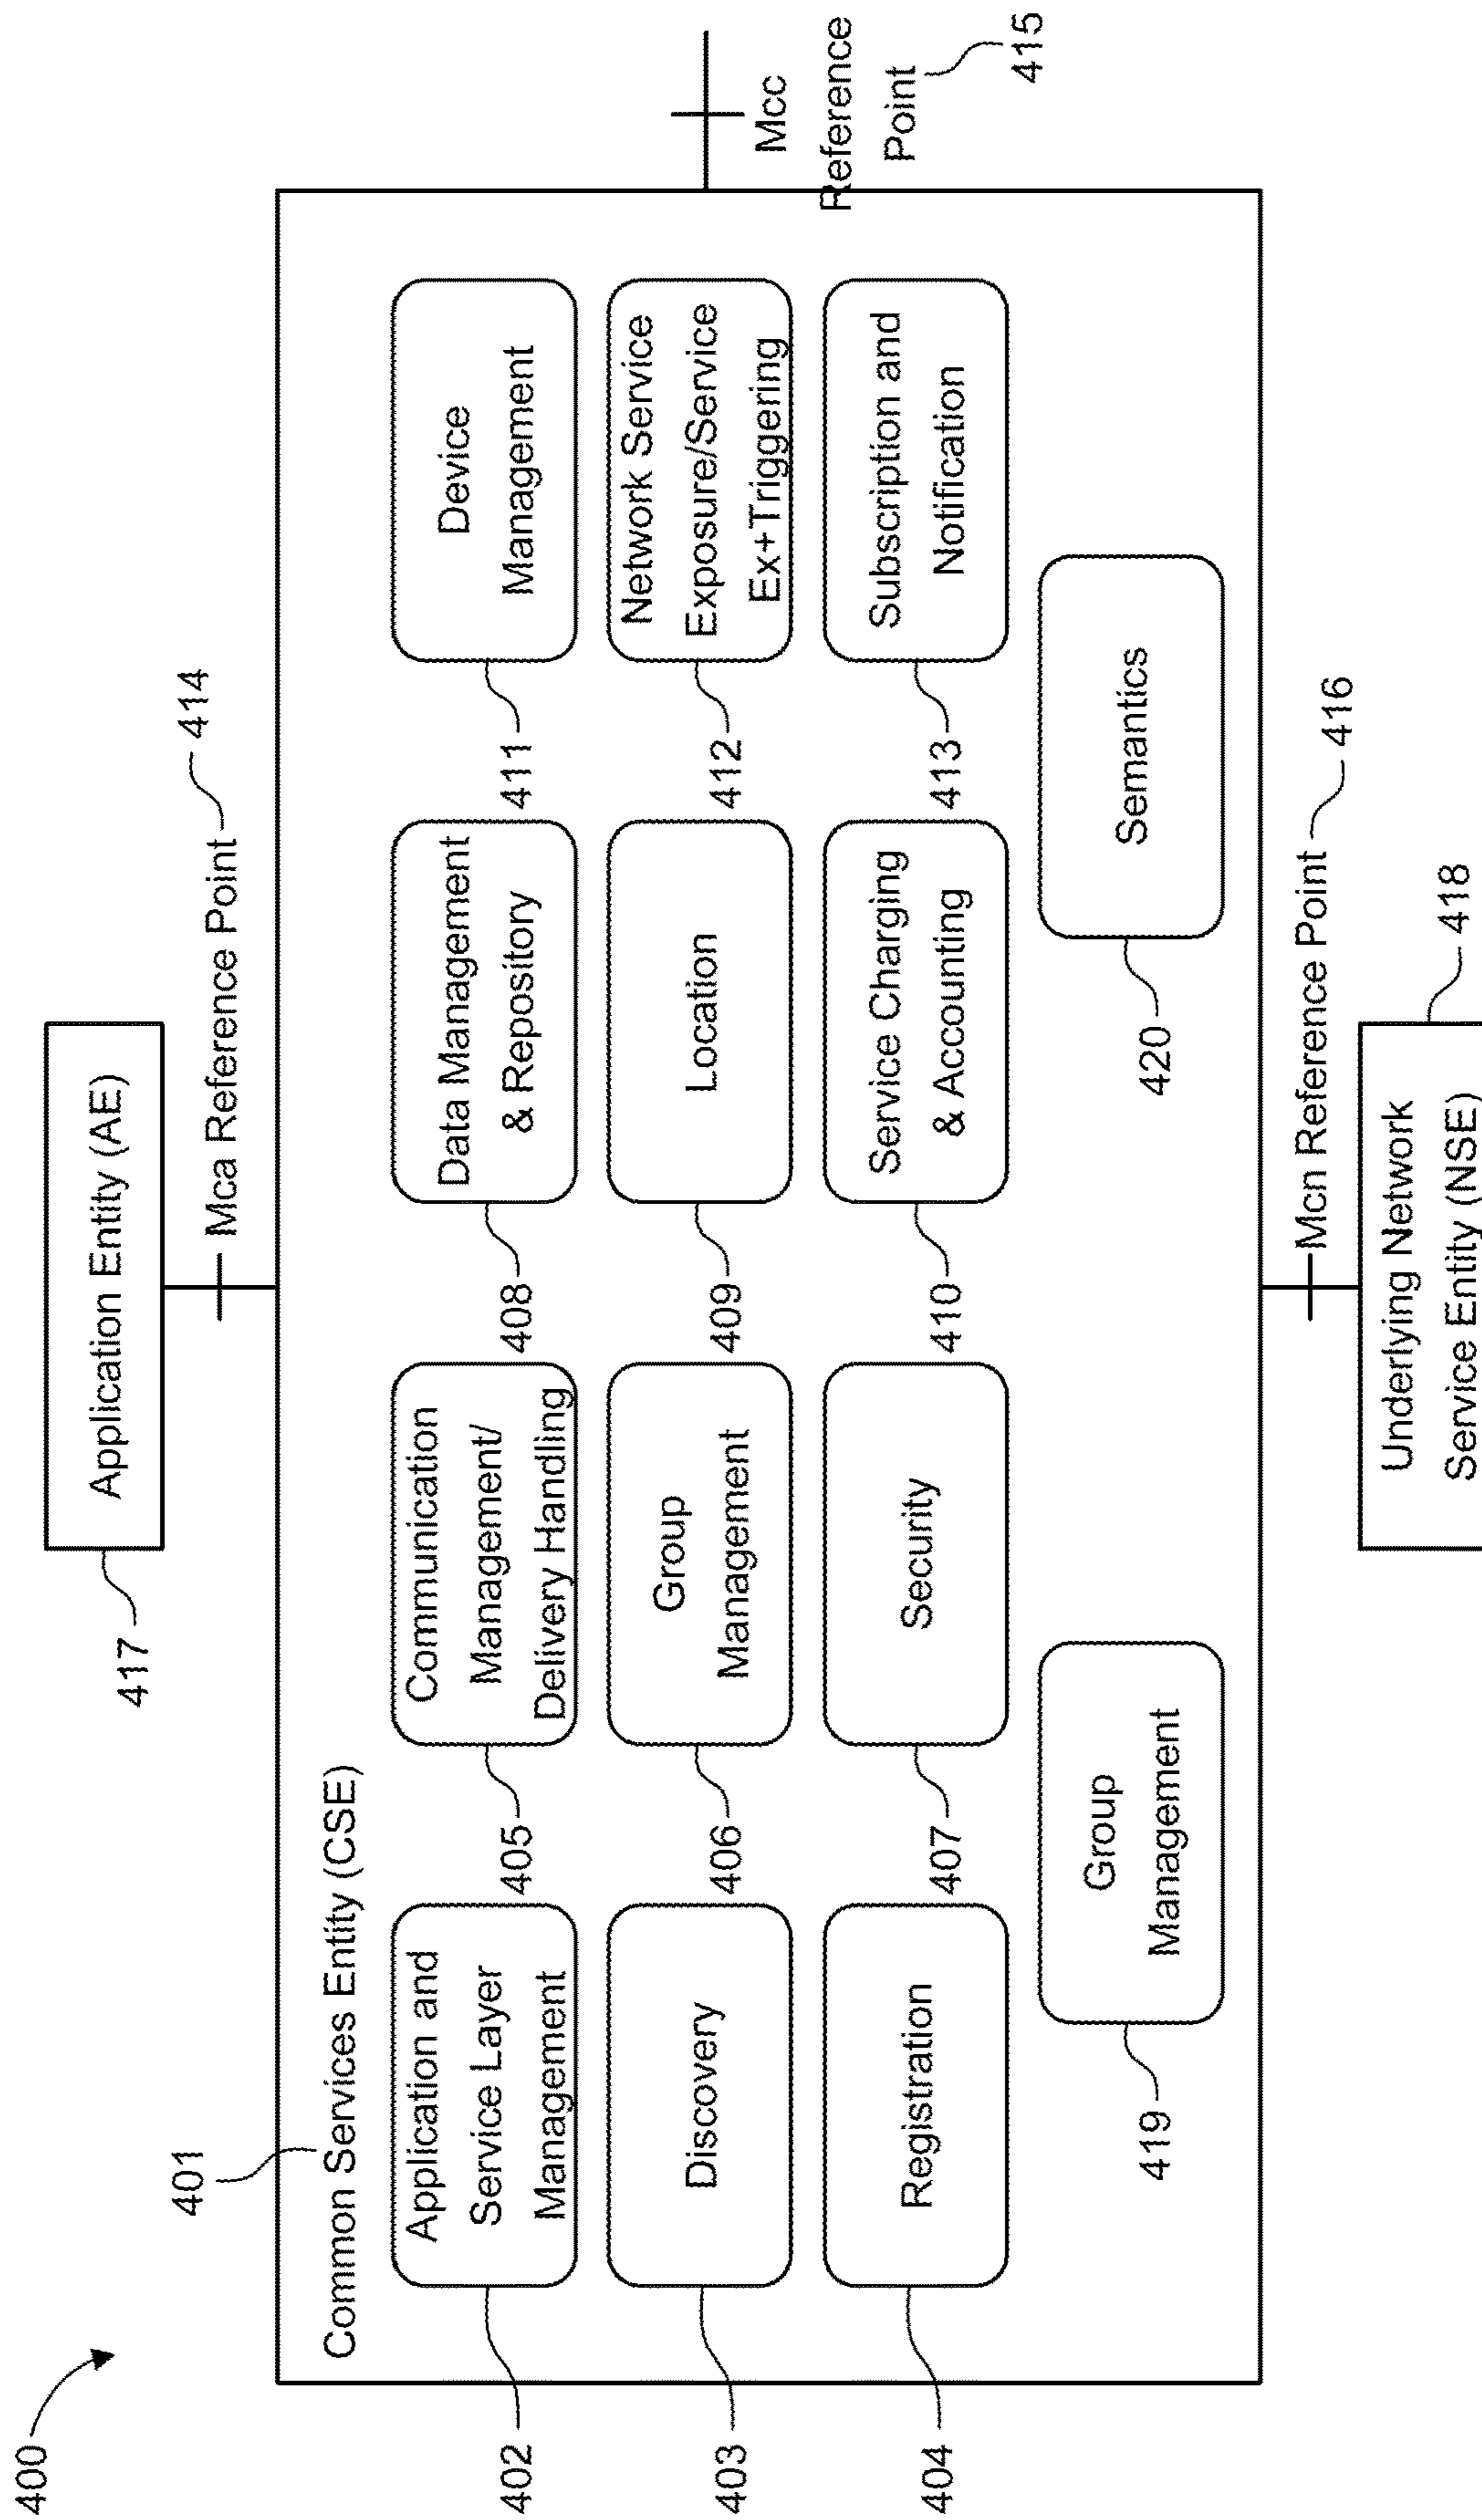 400
417
Application Entity (AE)
Mca Reference Point
414
401
Common Services Entity (CSE)
402
Application and
Service Layer
Management
405
Communication
Management/
Delivery Handling
408
Data Management
& Repository
411
Device
Management
403
Discovery
406
Group
Management
409
Location
412
Network Service
Exposure/Service
Ex+Triggering
404
Registration
407
Security
410
Service Charging
& Accounting
413
Subscription and
Notification
419
Group
Management
420
Semantics
Mcc
Reference
Point
415
Mcn Reference Point
416
Underlying Network
Service Entity (NSE)
418